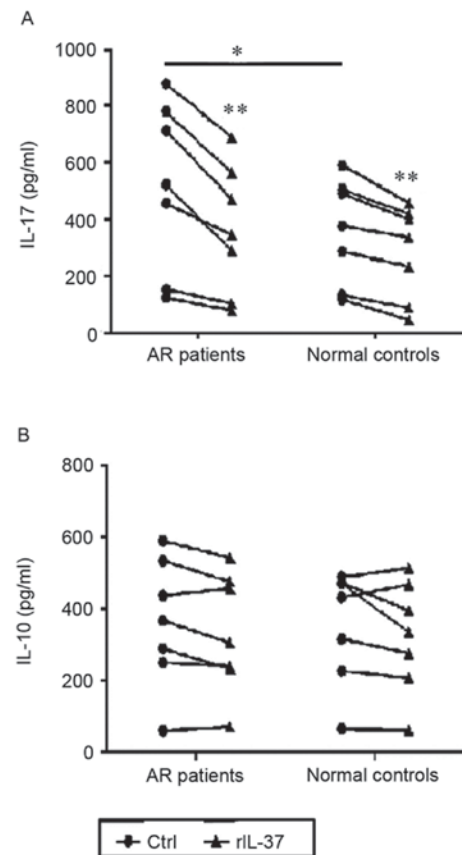 A
IL-17 (pg/ml)
1000
800
600
400
200
0
*
**
**
AR patients Normal controls
B
IL-10 (pg/ml)
800
600
400
200
0
AR patients Normal controls
Ctrl rIL-37